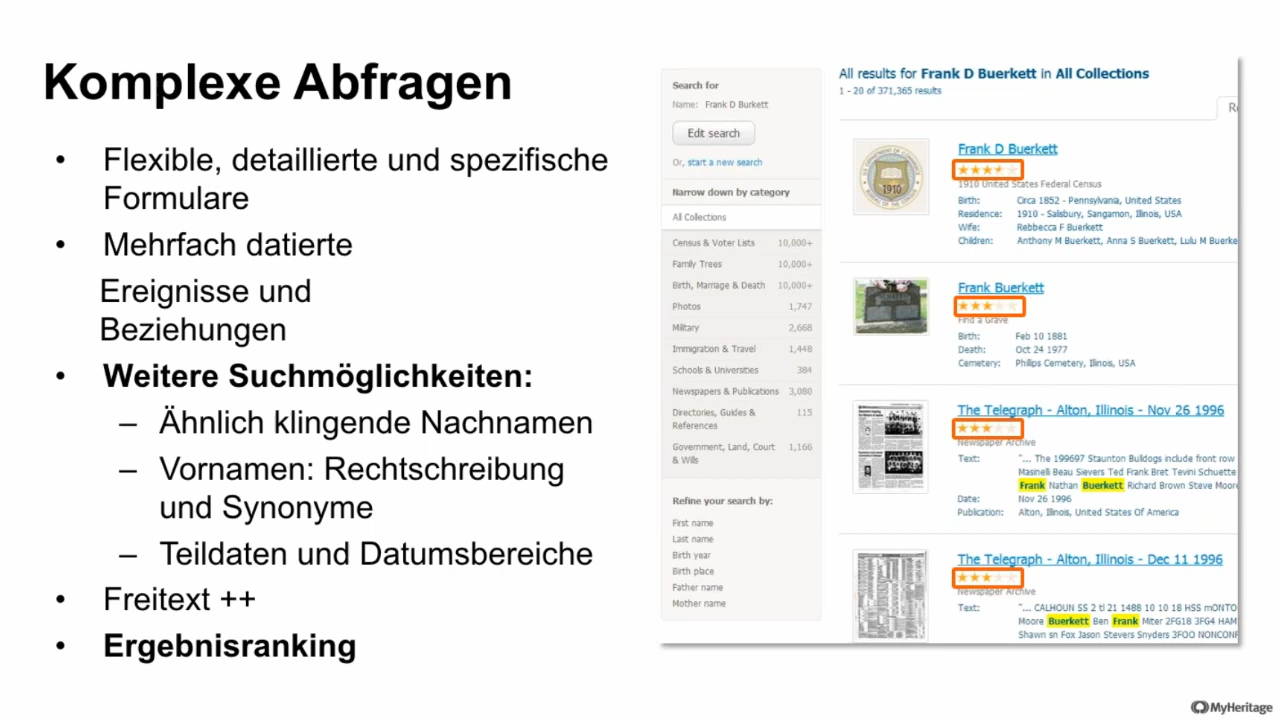 Komplexe Abfragen
• Flexible, detaillierte und spezifische
Formulare
• Mehrfach datierte
Ereignisse und
Beziehungen
• Weitere Suchmöglichkeiten:
– Ähnlich klingende Nachnamen
– Vornamen: Rechtschreibung
und Synonyme
– Teildaten und Datumsbereiche
• Freitext ++
• Ergebnisranking
Search for
Name: Frank D Burkett
Edit search
Or, start a new search
Narrow down by category
All Collections
Census & Voter Lists 10,000+
Family Trees 10,000+
Birth, Marriage & Death 10,000+
Photos 1,747
Military 2,668
Immigration & Travel 1,448
Schools & Universities 384
Newspapers & Publications 3,080
Directories, Guides & 115
References
Government, Land, Court 1,166
& Wills
Refine your search by:
First name
Last name
Birth year
Birth place
Father name
Mother name
All results for Frank D Buerkett in All Collections
1 - 20 of 371,365 results
Frank D Buerkett
1910 United States Federal Census
1910
Birth: Circa 1852 - Pennsylvania, United States
Residence: 1910 - Salsbury, Sangamon, Illinois, USA
Wife: Rebbecca F Buerkett
Children: Anthony M Buerkett, Anna S Buerkett, Lulu M Buerke
Frank Buerkett
Find a Grave
Birth: Feb 10 1881
Death: Oct 24 1977
Cemetery: Philips Cemetery, Illinois, USA
The Telegraph - Alton, Illinois - Nov 26 1996
Newspaper Archive
Text: "... The 199697 Staunton Bulldogs include front row
Masnelli Beau Sievers Ted Frank Bret Tevini Schuette
Frank Nathan Buerkett Richard Brown Steve Moor
Date: Nov 26 1996
Publication: Alton, Illinois, United States Of America
The Telegraph - Alton, Illinois - Dec 11 1996
Newspaper Archive
Text: "... CALHOUN SS 2 tl 21 1488 10 10 18 HSS mONTO
Moore Buerkett Ben Frank Miter 2FG18 3FG4 HAM
Shawn sn Fox Jason Stevers Snyders 3FOO NONCONF
MyHeritage